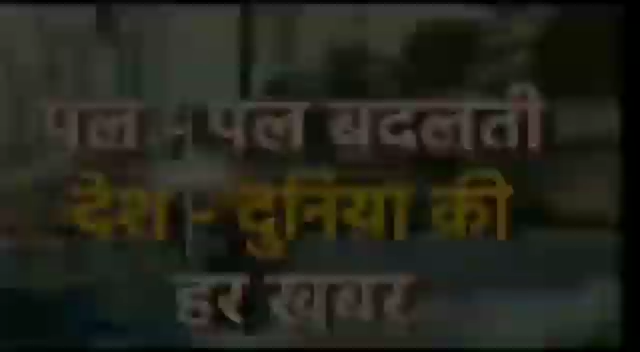 पल - पल बदलती
देश - दुनिया की
हर खबर